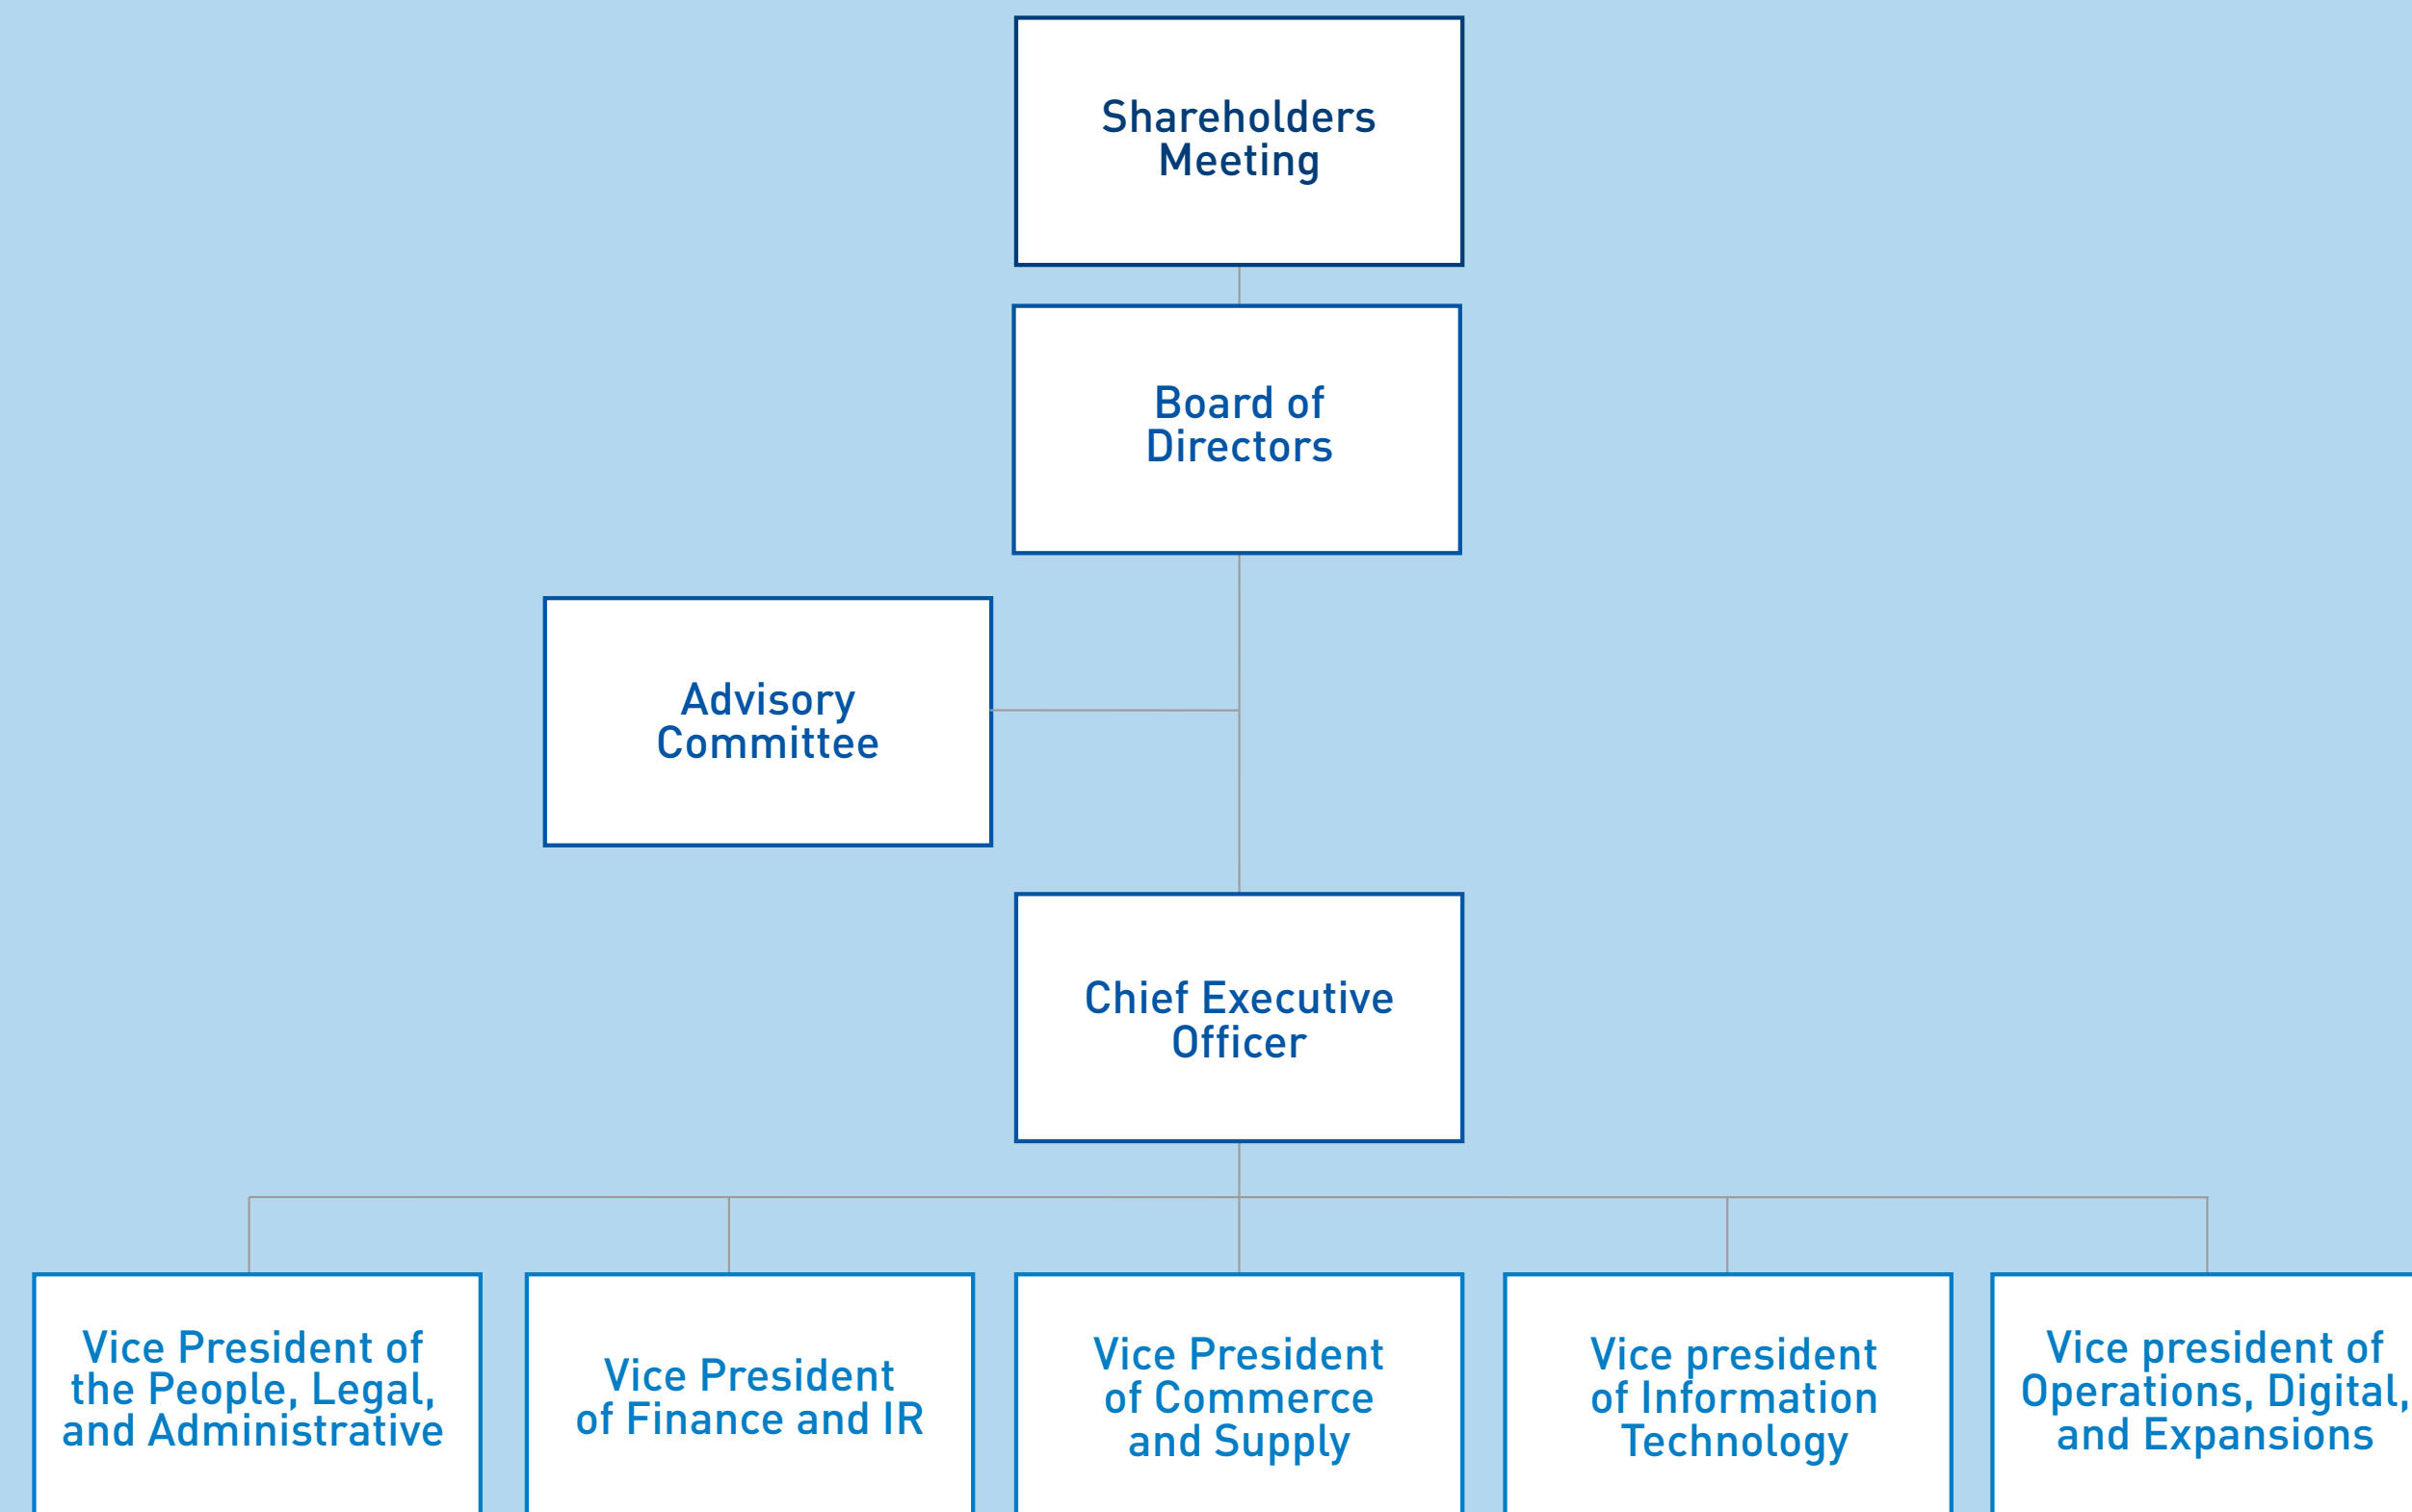 Shareholders
Meeting
Board of
Directors
Advisory
Committee
Chief Executive
Officer
Vice President of
the People, Legal,
and Administrative
Vice President
of Finance and IR
Vice President
of Commerce
and Supply
Vice president
of Information
Technology
Vice president of
Operations, Digital,
and Expansions